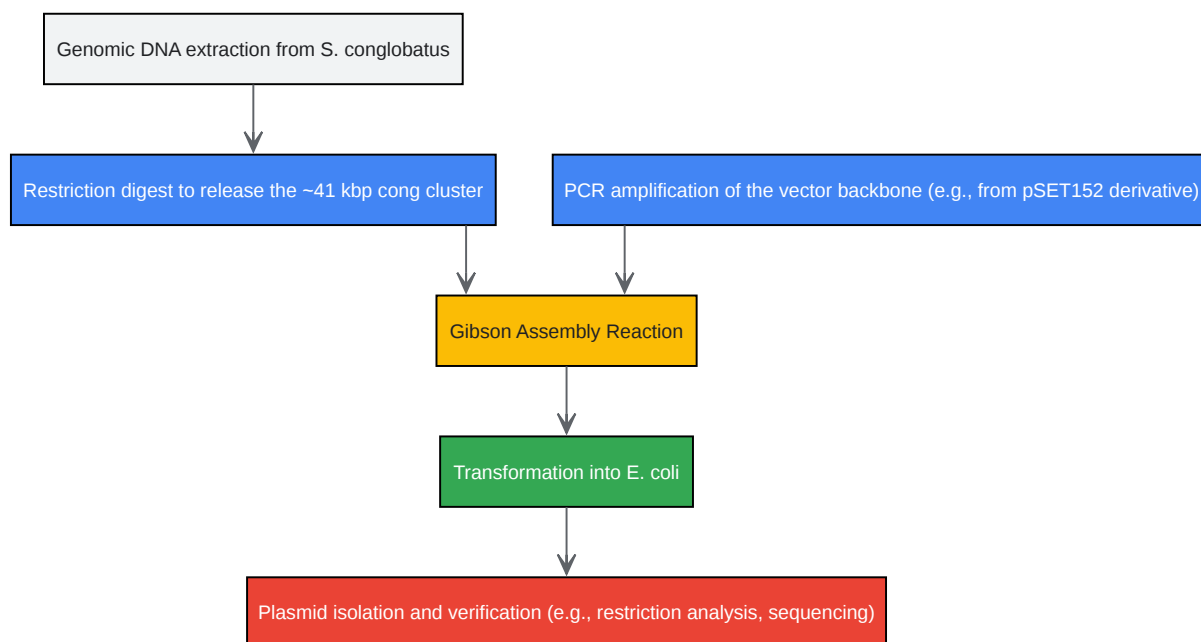 Genomic DNA extraction from S. conglobatus
Restriction digest to release the ~41 kbp cong cluster
PCR amplification of the vector backbone (e.g., from pSET152 derivative)
Gibson Assembly Reaction
Transformation into E. coli
Plasmid isolation and verification (e.g., restriction analysis, sequencing)